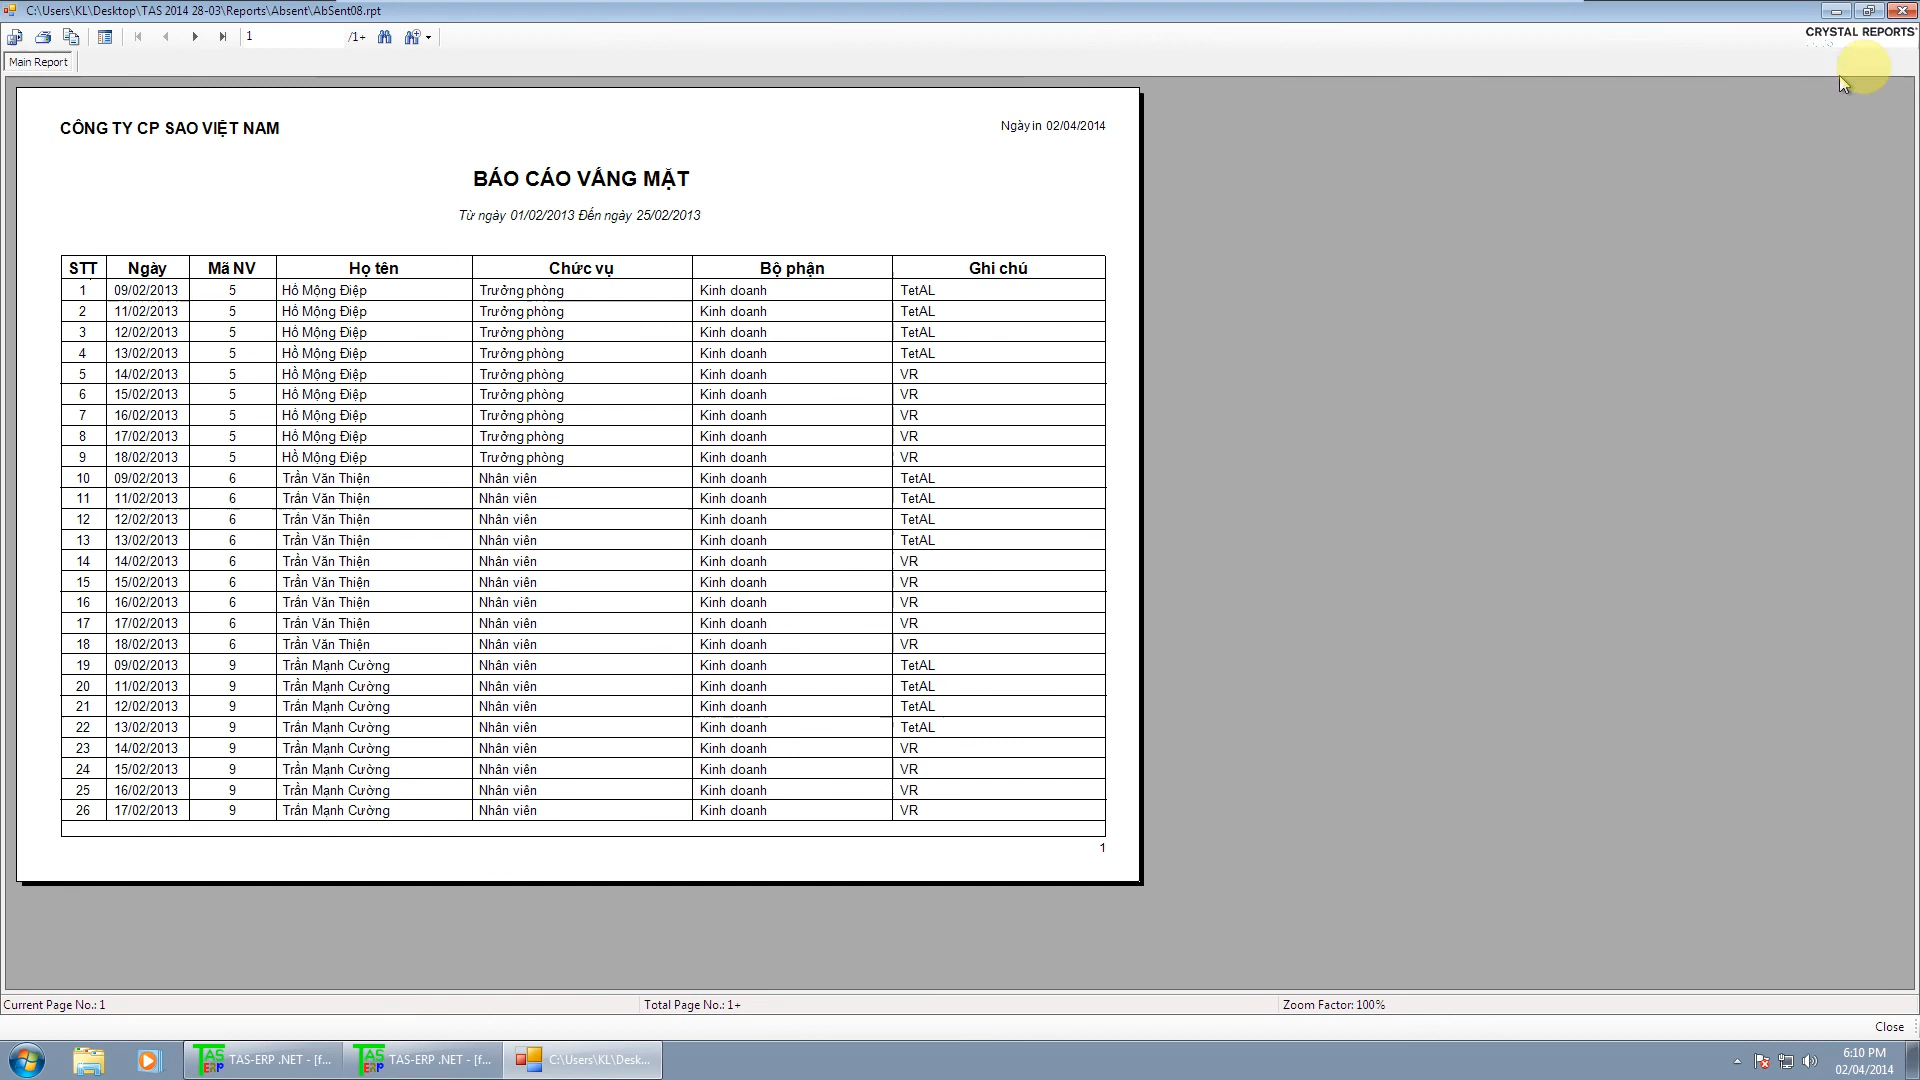 C:\Users\KL\Desktop\TAS 2014 28-03\Reports\Absent\AbSent08.rpt
1 /1+
CRYSTAL REPORTS
Main Report
CÔNG TY CP SAO VIỆT NAM
Ngày in 02/04/2014
BÁO CÁO VẮNG MẶT
Từ ngày 01/02/2013 Đến ngày 25/02/2013
STT Ngày Mã NV Họ tên Chức vụ Bộ phận Ghi chú
1 09/02/2013 5 Hồ Mộng Điệp Trưởng phòng Kinh doanh TetAL
2 11/02/2013 5 Hồ Mộng Điệp Trưởng phòng Kinh doanh TetAL
3 12/02/2013 5 Hồ Mộng Điệp Trưởng phòng Kinh doanh TetAL
4 13/02/2013 5 Hồ Mộng Điệp Trưởng phòng Kinh doanh TetAL
5 14/02/2013 5 Hồ Mộng Điệp Trưởng phòng Kinh doanh VR
6 15/02/2013 5 Hồ Mộng Điệp Trưởng phòng Kinh doanh VR
7 16/02/2013 5 Hồ Mộng Điệp Trưởng phòng Kinh doanh VR
8 17/02/2013 5 Hồ Mộng Điệp Trưởng phòng Kinh doanh VR
9 18/02/2013 5 Hồ Mộng Điệp Trưởng phòng Kinh doanh VR
10 09/02/2013 6 Trần Văn Thiện Nhân viên Kinh doanh TetAL
11 11/02/2013 6 Trần Văn Thiện Nhân viên Kinh doanh TetAL
12 12/02/2013 6 Trần Văn Thiện Nhân viên Kinh doanh TetAL
13 13/02/2013 6 Trần Văn Thiện Nhân viên Kinh doanh TetAL
14 14/02/2013 6 Trần Văn Thiện Nhân viên Kinh doanh VR
15 15/02/2013 6 Trần Văn Thiện Nhân viên Kinh doanh VR
16 16/02/2013 6 Trần Văn Thiện Nhân viên Kinh doanh VR
17 17/02/2013 6 Trần Văn Thiện Nhân viên Kinh doanh VR
18 18/02/2013 6 Trần Văn Thiện Nhân viên Kinh doanh VR
19 09/02/2013 9 Trần Mạnh Cường Nhân viên Kinh doanh TetAL
20 11/02/2013 9 Trần Mạnh Cường Nhân viên Kinh doanh TetAL
21 12/02/2013 9 Trần Mạnh Cường Nhân viên Kinh doanh TetAL
22 13/02/2013 9 Trần Mạnh Cường Nhân viên Kinh doanh TetAL
23 14/02/2013 9 Trần Mạnh Cường Nhân viên Kinh doanh VR
24 15/02/2013 9 Trần Mạnh Cường Nhân viên Kinh doanh VR
25 16/02/2013 9 Trần Mạnh Cường Nhân viên Kinh doanh VR
26 17/02/2013 9 Trần Mạnh Cường Nhân viên Kinh doanh VR
1
Current Page No.: 1 Total Page No.: 1+ Zoom Factor: 100%
Close
TAS ERP TAS-ERP .NET - [f... TAS ERP TAS-ERP .NET - [f... C:\Users\KL\Desk... 6:10 PM
02/04/2014